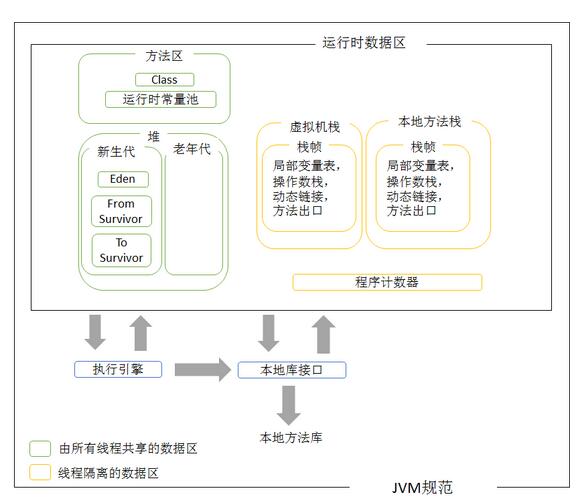 运行时数据区
方法区
Class
运行时常量池
堆
新生代
老年代
Eden
From
Survivor
To
Survivor
虚拟机栈
栈帧
局部变量表，
操作数栈，
动态链接，
方法出口
本地方法栈
栈帧
局部变量表，
操作数栈，
动态链接，
方法出口
程序计数器
执行引擎
本地库接口
本地方法库
由所有线程共享的数据区
线程隔离的数据区
JVM规范